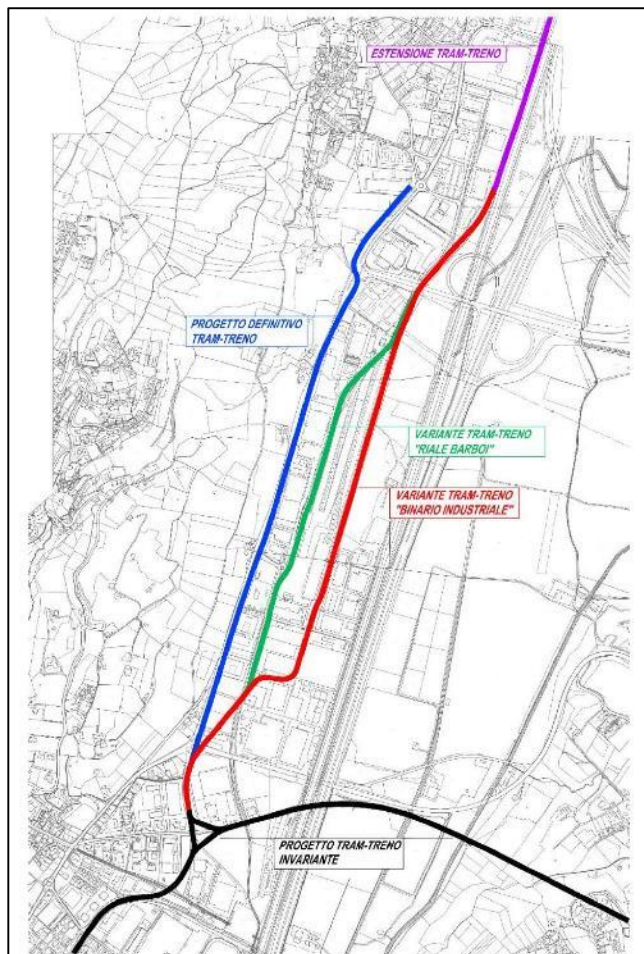 ESTENSIONE TRAM-TRENO
PROGETTO DEFINITIVO
TRAM-TRENO
VARIANTE TRAM-TRENO
"RIALE BARBOI"
VARIANTE TRAM-TRENO
"BINARIO INDUSTRIALE"
PROGETTO TRAM-TRENO
INVARIANTE